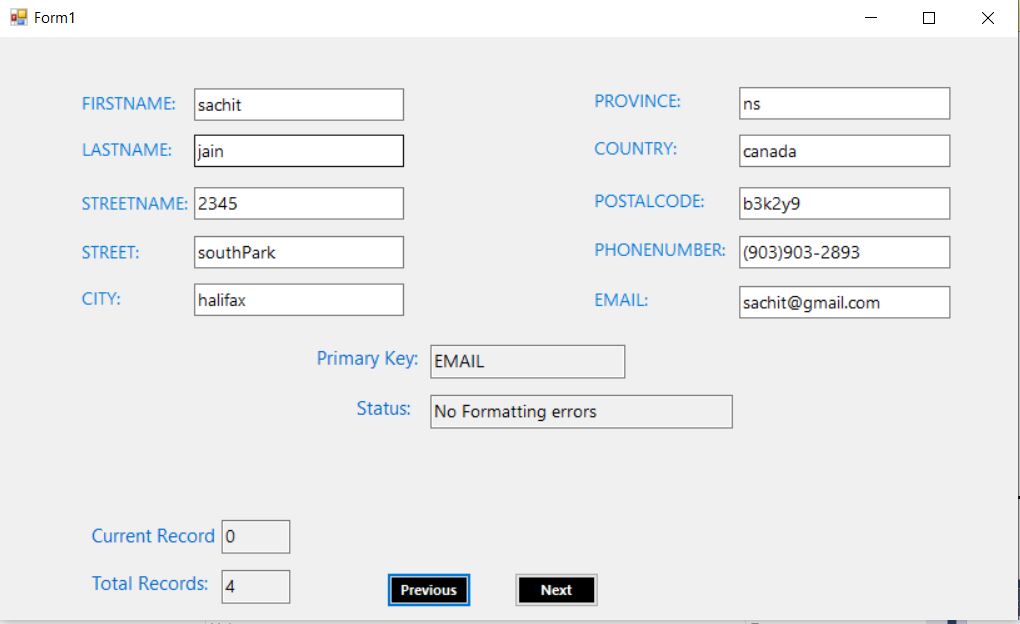 Form1
FIRSTNAME: sachit
PROVINCE: ns
LASTNAME: jain
COUNTRY: canada
STREETNAME: 2345
POSTALCODE: b3k2y9
STREET: southPark
PHONENUMBER: (903)903-2893
CITY: halifax
EMAIL: sachit@gmail.com
Primary Key: EMAIL
Status: No Formatting errors
Current Record 0
Total Records: 4
Previous Next